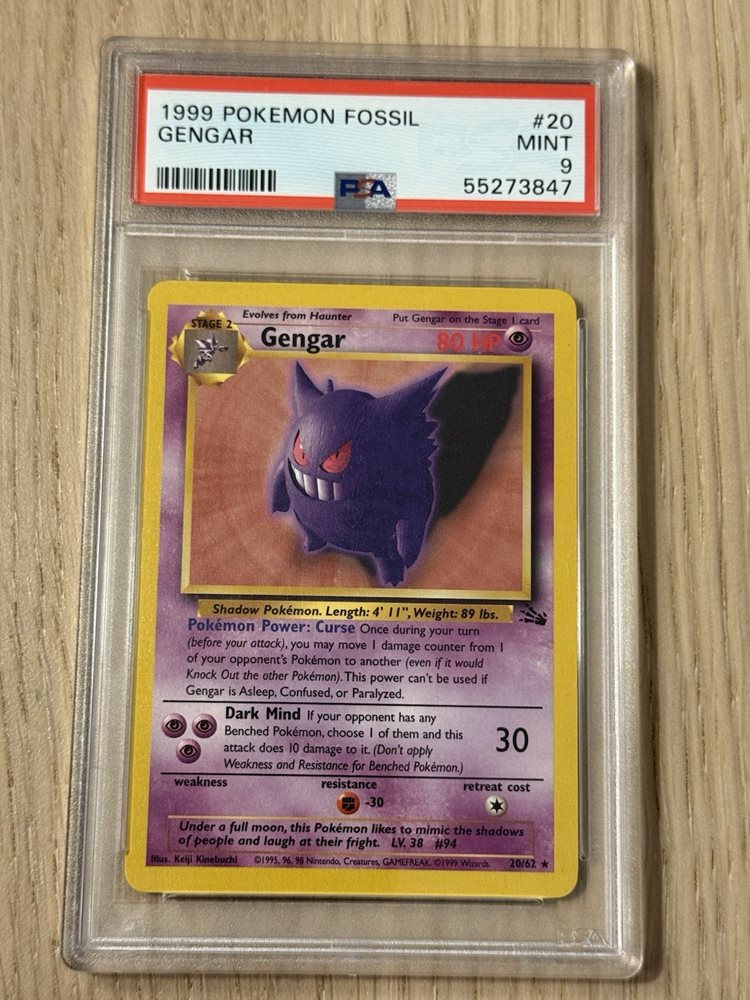 1999 POKEMON FOSSIL #20
GENGAR MINT
9
PSA 55273847
Evolves from Haunter Put Gengar on the Stage 1 card
STAGE 2
Gengar 80 HP
Shadow Pokémon. Length: 4' 11", Weight: 89 lbs.
Pokémon Power: Curse Once during your turn
(before your attack), you may move 1 damage counter from 1
of your opponent's Pokémon to another (even if it would
Knock Out the other Pokémon). This power can't be used if
Gengar is Asleep, Confused, or Paralyzed.
Dark Mind If your opponent has any
Benched Pokémon, choose 1 of them and this
attack does 10 damage to it. (Don't apply
Weakness and Resistance for Benched Pokémon.)
30
weakness resistance retreat cost
-30
Under a full moon, this Pokémon likes to mimic the shadows
of people and laugh at their fright. LV. 38 #94
Illus. Keiji Kinebuchi ©1995, 96, 98 Nintendo, Creatures, GAMEFREAK. ©1999 Wizards. 20/62 ★
PSA